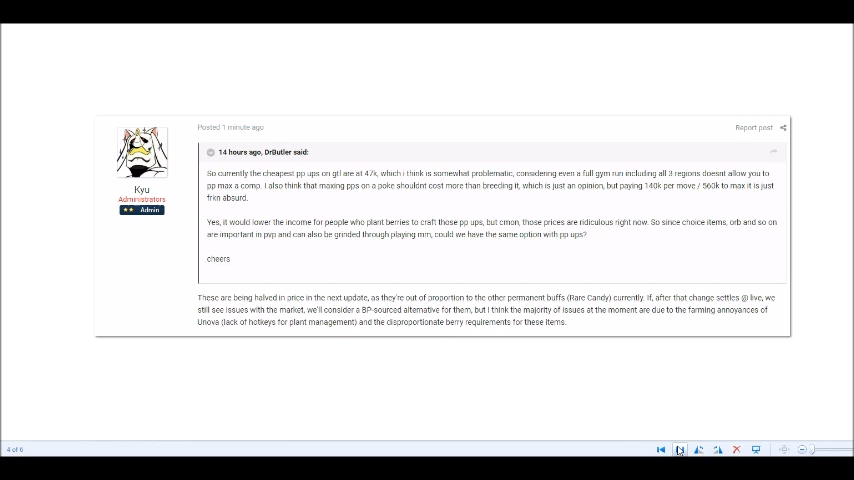 Posted 1 minute ago
Report post
14 hours ago, DrButler said:
Kyu
Administrators
Admin
So currently the cheapest pp ups on gtl are at 47k, which i think is somewhat problematic, considering even a full gym run including all 3 regions doesnt allow you to
pp max a comp. I also think that maxing pps on a poke shouldnt cost more than breeding it, which is just an opinion, but paying 140k per move / 560k to max it is just
frkn absurd.
Yes, it would lower the income for people who plant berries to craft those pp ups, but cmon, those prices are ridiculous right now. So since choice items, orb and so on
are important in pvp and can also be grinded through playing mm, could we have the same option with pp ups?
cheers
These are being halved in price in the next update, as they're out of proportion to the other permanent buffs (Rare Candy) currently. If, after that change settles @ live, we
still see issues with the market, we'll consider a BP-sourced alternative for them, but I think the majority of issues at the moment are due to the farming annoyances of
Unova (lack of hotkeys for plant management) and the disproportionate berry requirements for these items.
4 of 6